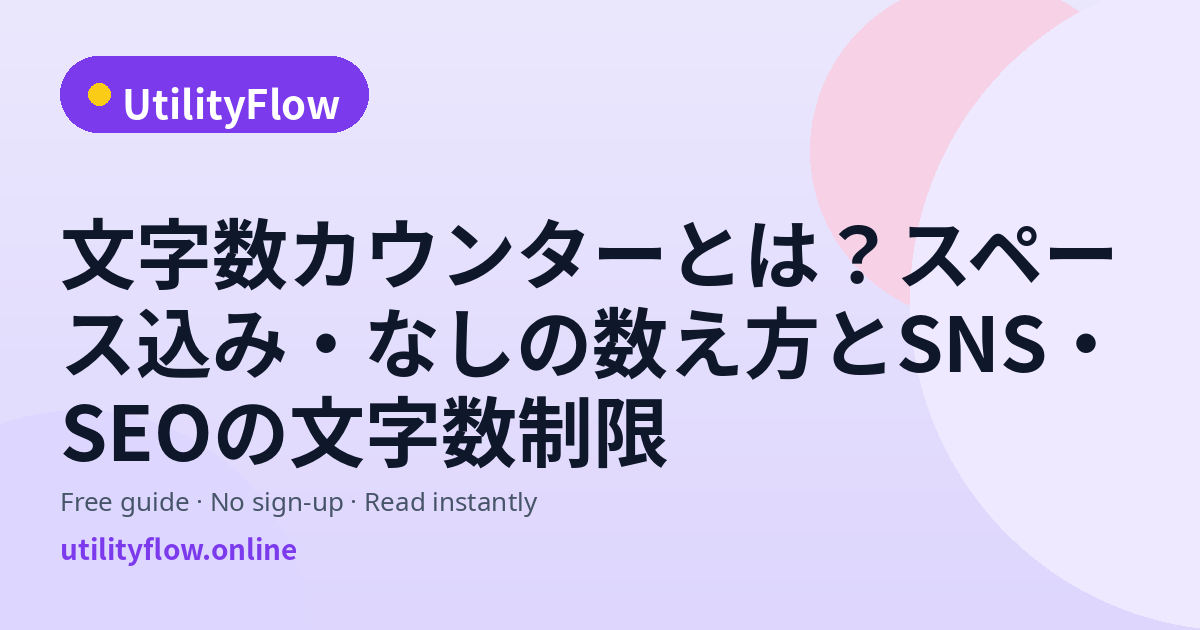 UtilityFlow
文字数カウンターとは？スペー
ス込み・なしの数え方とSNS・
SEOの文字数制限
Free guide · No sign-up · Read instantly
utilityflow.online